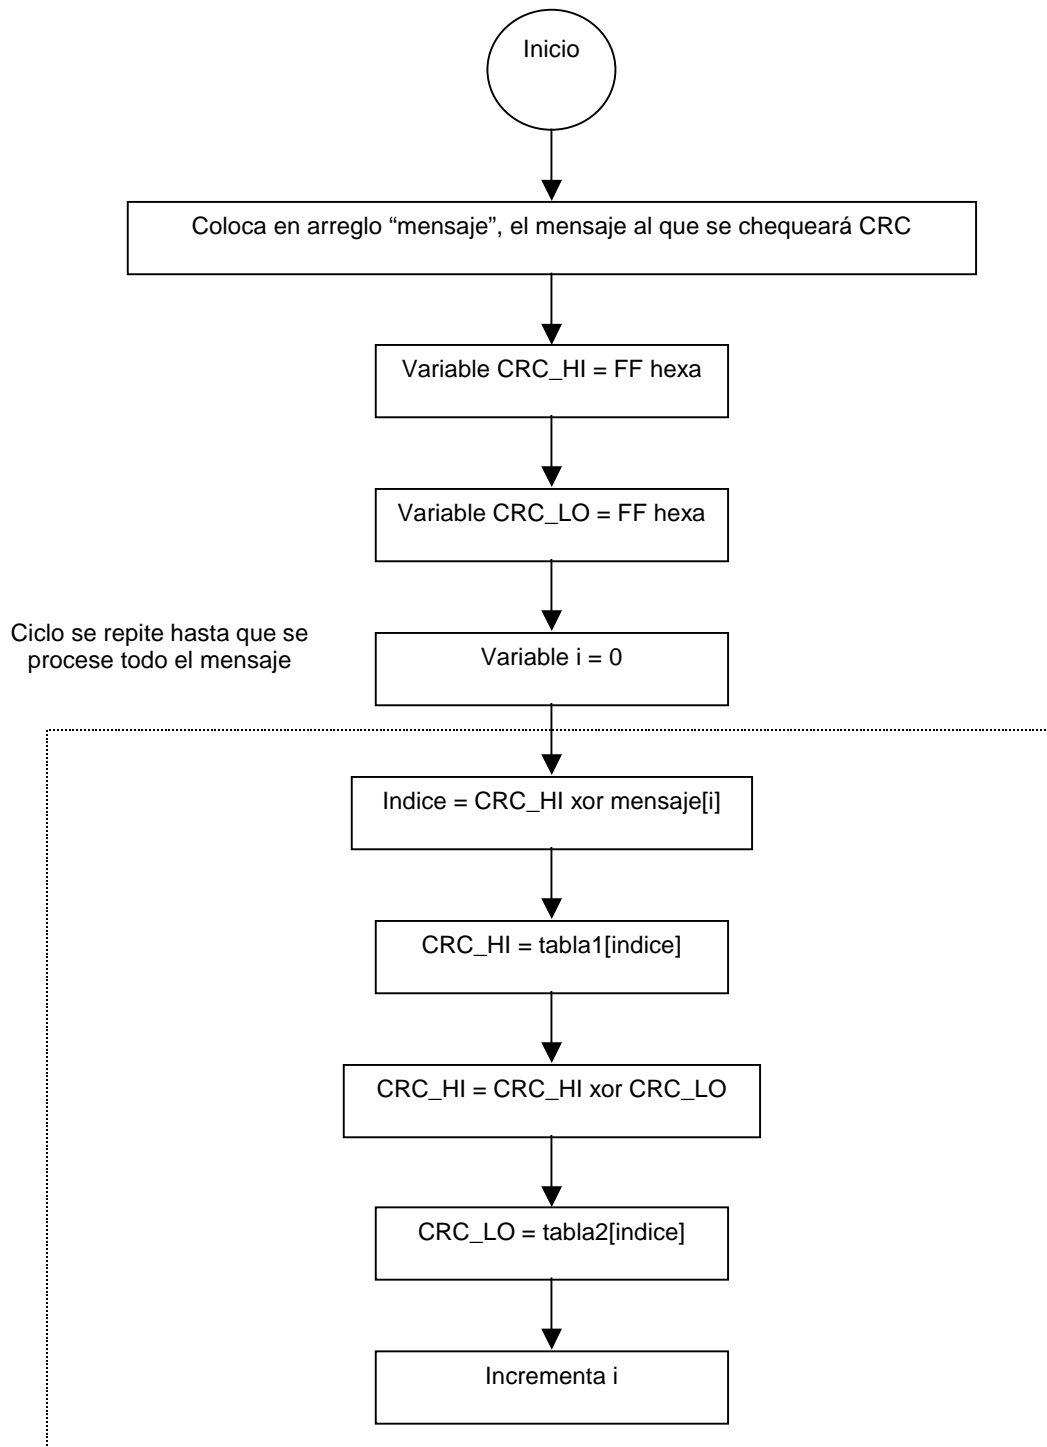 Inicio
Coloca en arreglo “mensaje”, el mensaje al que se chequeará CRC
Variable CRC_HI = FF hexa
Variable CRC_LO = FF hexa
Ciclo se repite hasta que se
procese todo el mensaje
Variable i = 0
Indice = CRC_HI xor mensaje[i]
CRC_HI = tabla1[indice]
CRC_HI = CRC_HI xor CRC_LO
CRC_LO = tabla2[indice]
Incrementa i